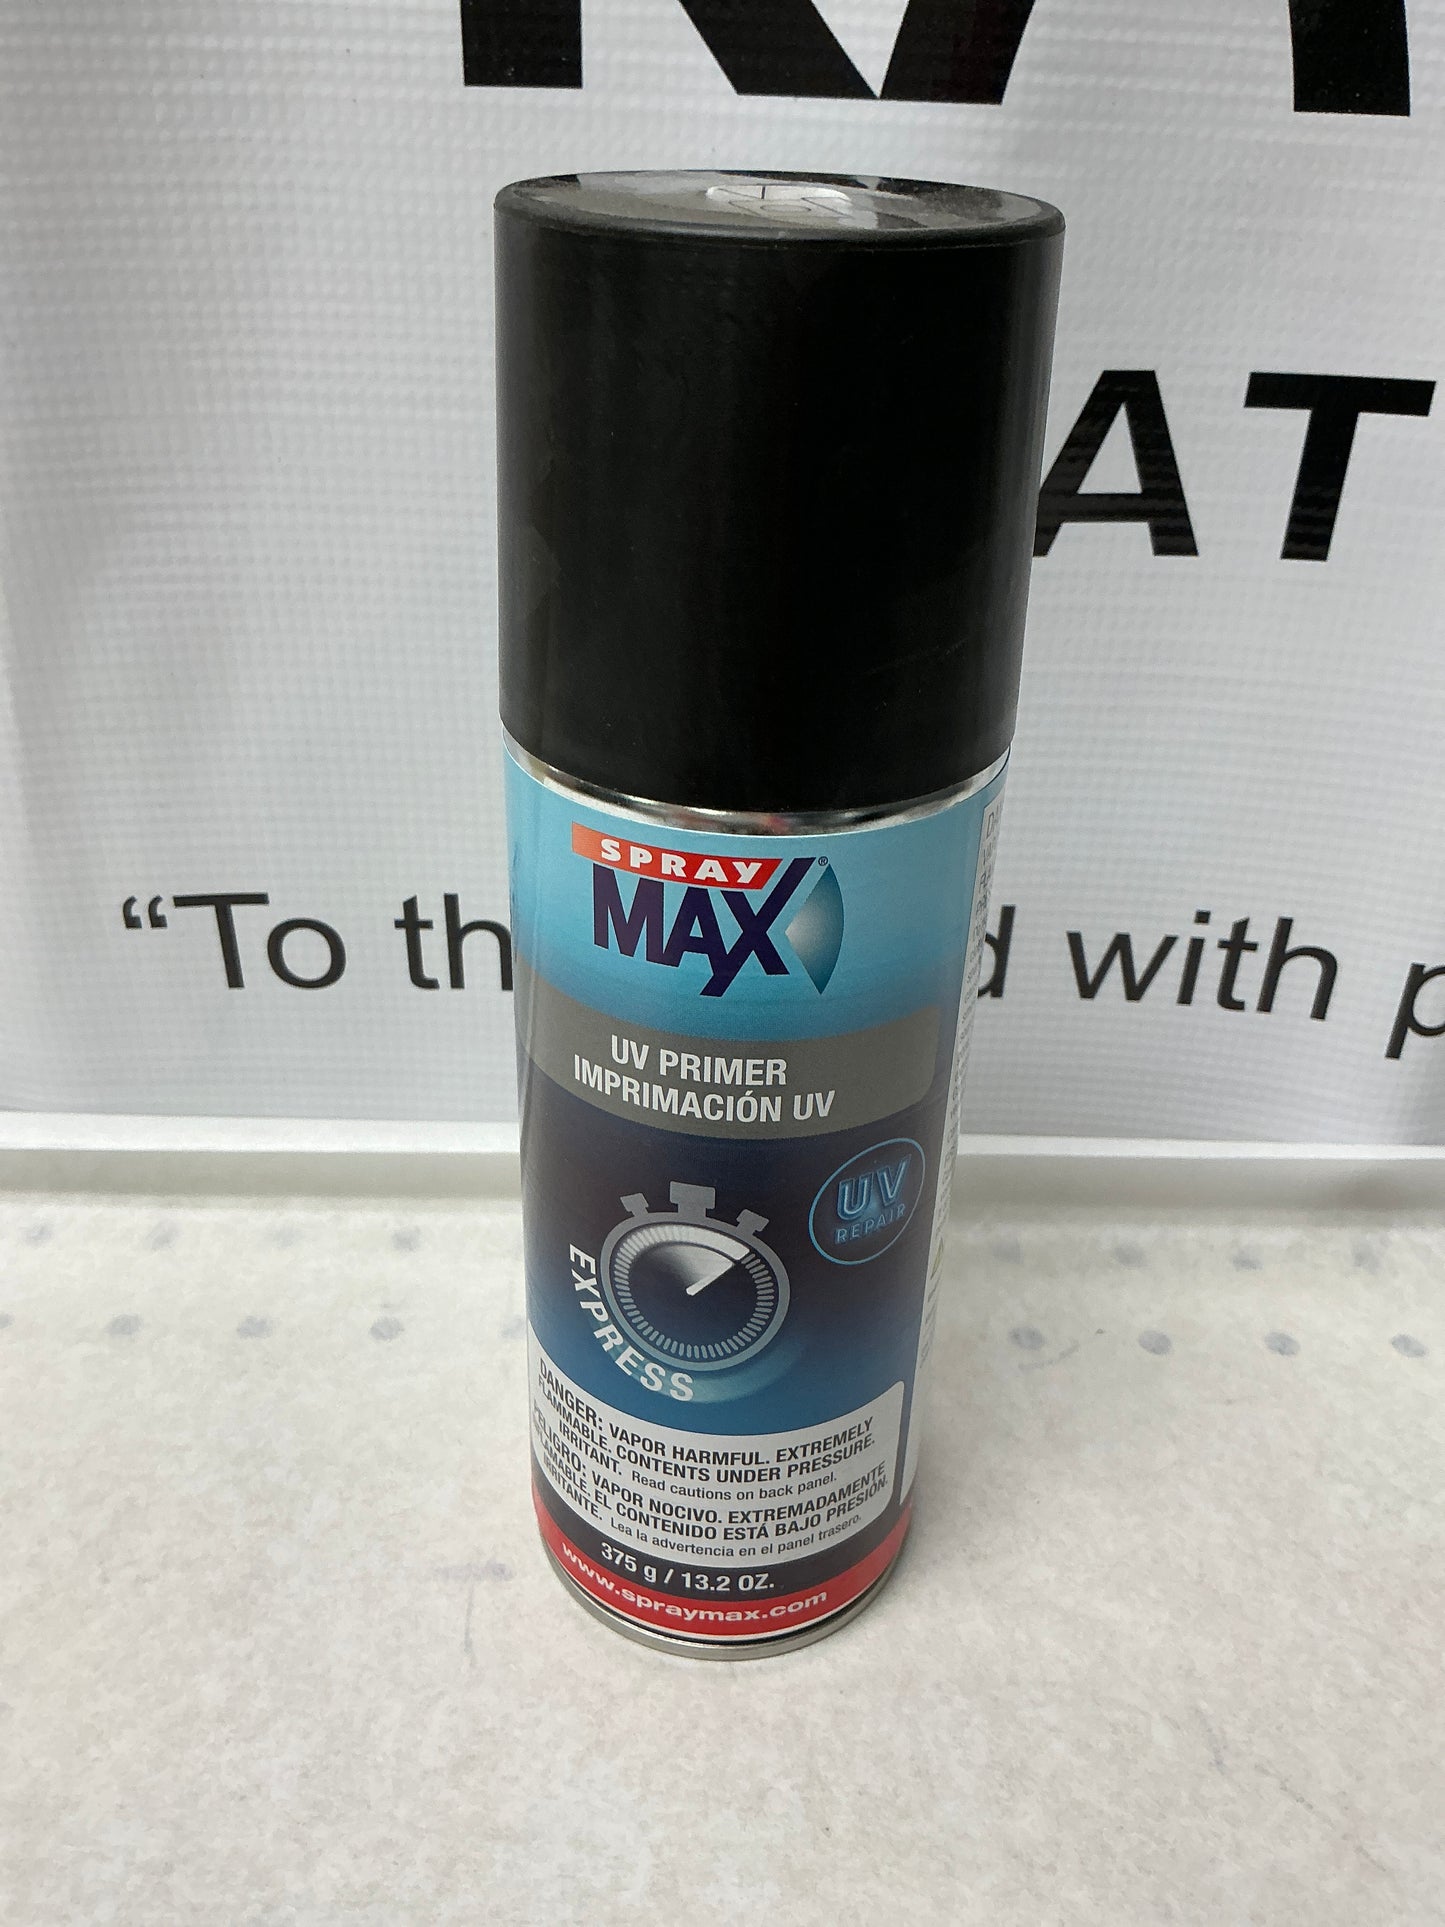 AT
"To th d with p
SPRAY
MAX®
UV PRIMER
IMPRIMACIÓN UV
UV
REPAIR
EXPRESS
DANGER: VAPOR HARMFUL. EXTREMELY
FLAMMABLE. CONTENTS UNDER PRESSURE.
IRRITANT. Read cautions on back panel.
PELIGRO: VAPOR NOCIVO. EXTREMADAMENTE
INFLAMABLE. EL CONTENIDO ESTÁ BAJO PRESIÓN.
IRRITANTE. Lea la advertencia en el panel trasero.
375 g / 13.2 OZ.
www.spraymax.com